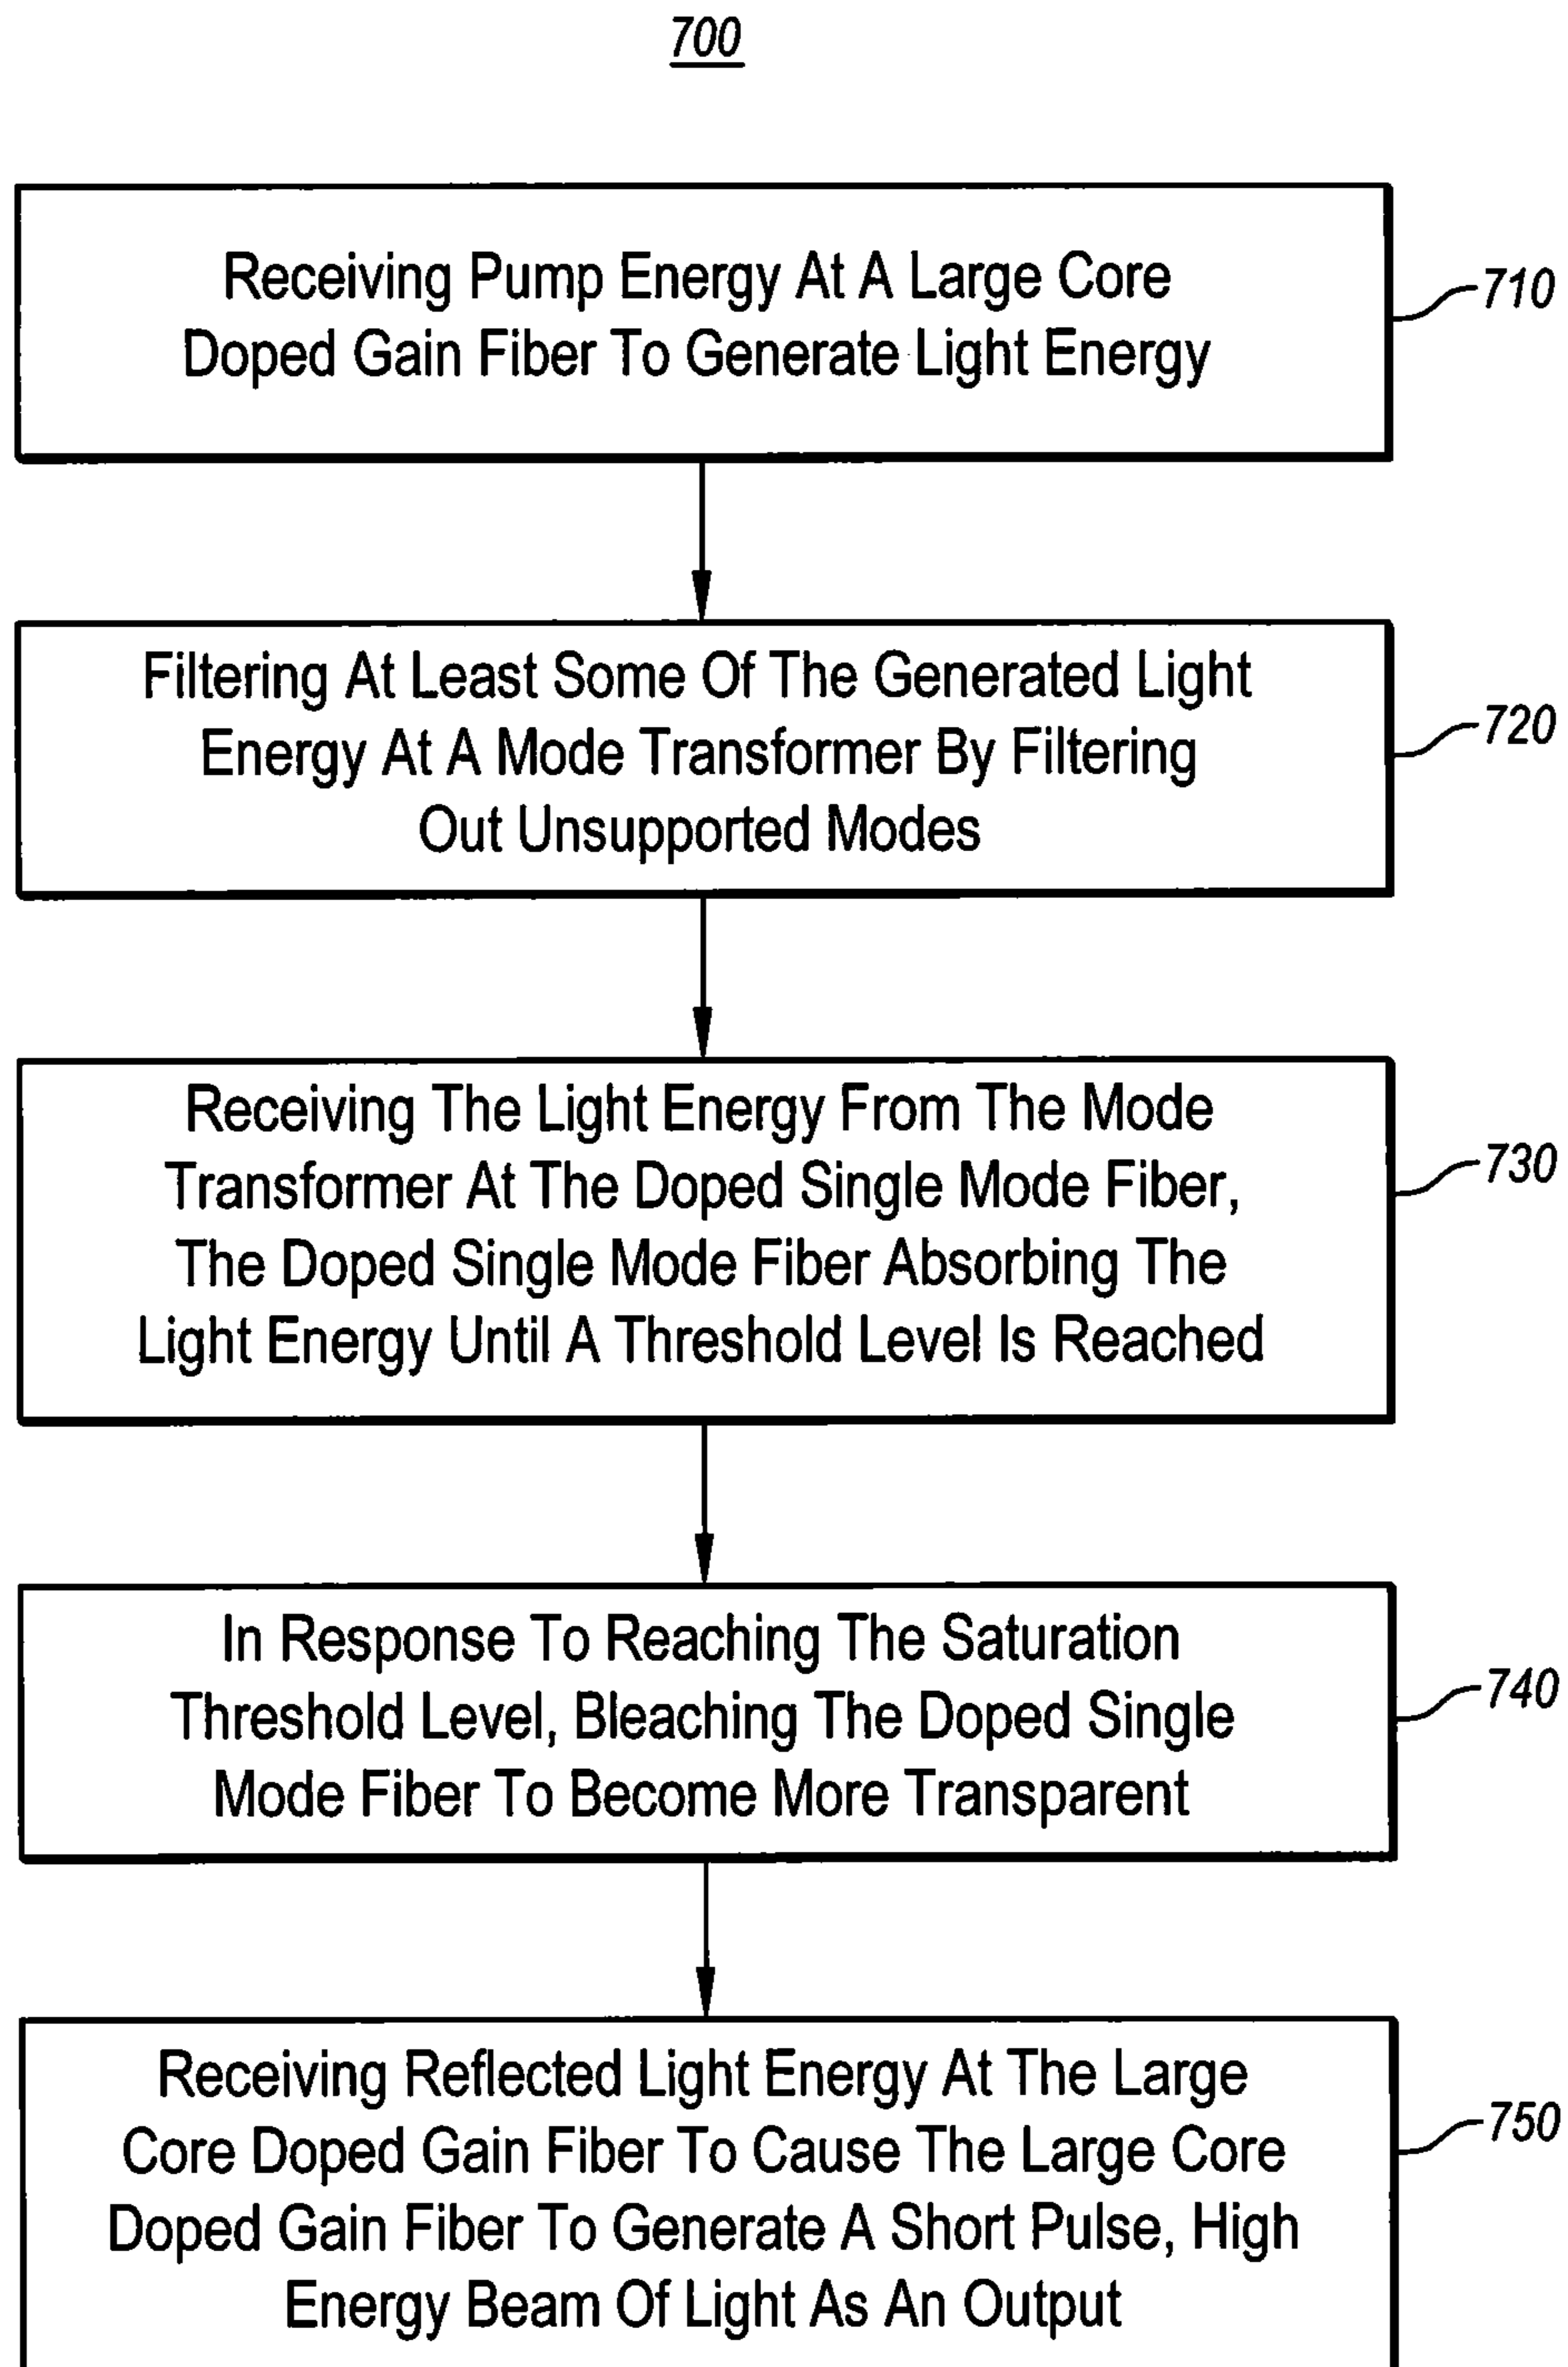 700
Receiving Pump Energy At A Large Core
Doped Gain Fiber To Generate Light Energy
710
Filtering At Least Some Of The Generated Light
Energy At A Mode Transformer By Filtering
Out Unsupported Modes
720
Receiving The Light Energy From The Mode
Transformer At The Doped Single Mode Fiber,
The Doped Single Mode Fiber Absorbing The
Light Energy Until A Threshold Level Is Reached
730
In Response To Reaching The Saturation
Threshold Level, Bleaching The Doped Single
Mode Fiber To Become More Transparent
740
Receiving Reflected Light Energy At The Large
Core Doped Gain Fiber To Cause The Large Core
Doped Gain Fiber To Generate A Short Pulse, High
Energy Beam Of Light As An Output
750